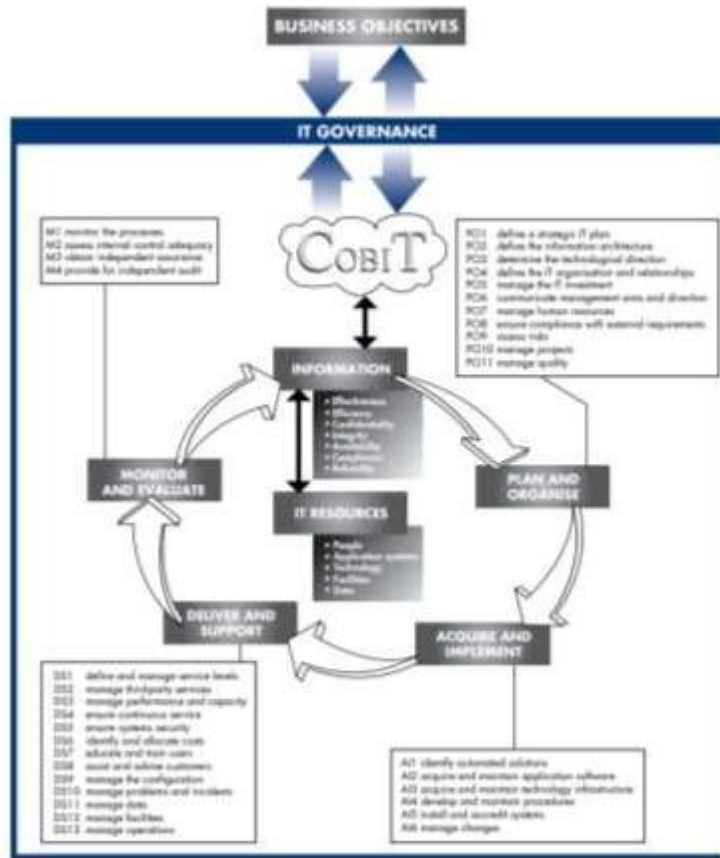 BUSINESS OBJECTIVES
IT GOVERNANCE
COBIT
M1 monitor the processes
M2 assess internal control adequacy
M3 obtain independent assurance
M4 provide for independent audit
PO1 define a strategic IT plan
PO2 define the information architecture
PO3 determine the technological direction
PO4 define the IT organisation and relationships
PO5 manage the IT investment
PO6 communicate management aims and direction
PO7 manage human resources
PO8 ensure compliance with external requirements
PO9 assess risks
PO10 manage projects
PO11 manage quality
INFORMATION
• Effectiveness
• Efficiency
• Confidentiality
• Integrity
• Availability
• Compliance
• Reliability
MONITOR
AND EVALUATE
PLAN AND
ORGANISE
IT RESOURCES
• People
• Application systems
• Technology
• Facilities
• Data
DELIVER AND
SUPPORT
ACQUIRE AND
IMPLEMENT
DS1 define and manage service levels
DS2 manage third-party services
DS3 manage performance and capacity
DS4 ensure continuous service
DS5 ensure systems security
DS6 identify and allocate costs
DS7 educate and train users
DS8 assist and advise customers
DS9 manage the configuration
DS10 manage problems and incidents
DS11 manage data
DS12 manage facilities
DS13 manage operations
AI1 identify automated solutions
AI2 acquire and maintain application software
AI3 acquire and maintain technology infrastructure
AI4 develop and maintain procedures
AI5 install and accredit systems
AI6 manage changes